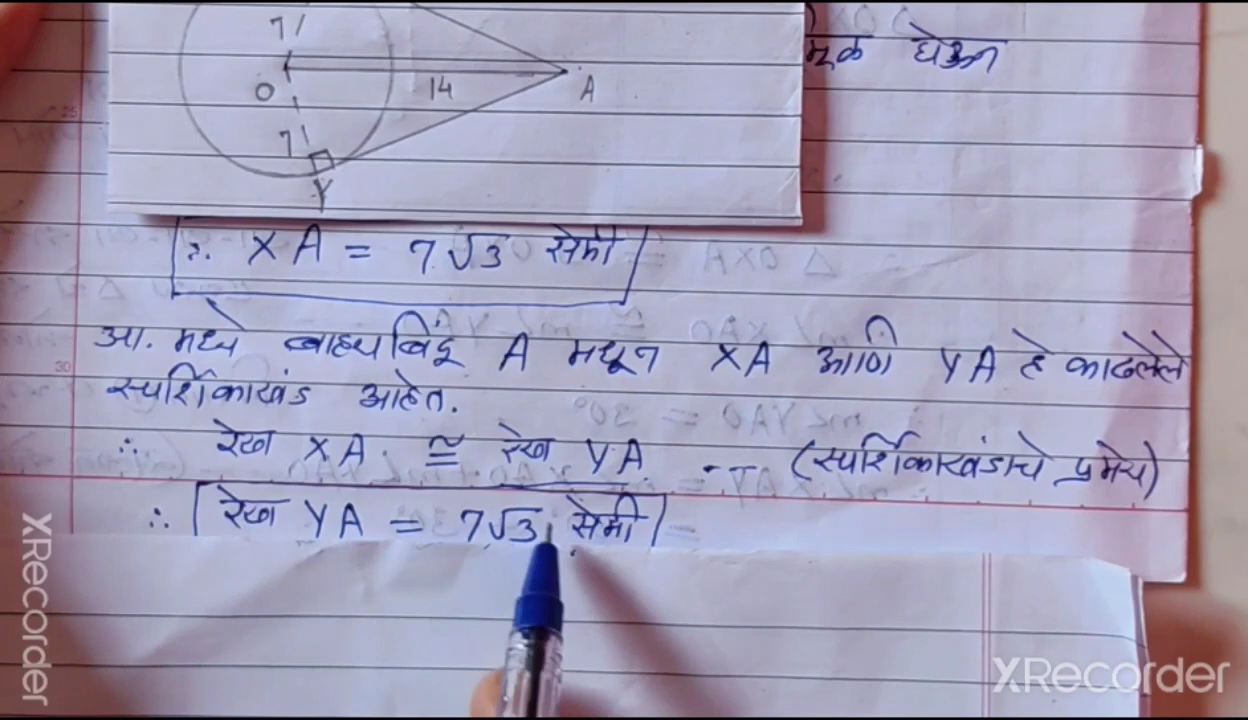 7
O
14
A
7
Y
मूळ घेऊन
∴ XA = 7√3 सेमी
आ. मध्ये बाह्यबिंदू A मधून XA आणि YA हे काढलेले
स्पर्शिकाखंड आहेत.
∴ रेख XA ≅ रेख YA -- (स्पर्शिकाखंडाचे प्रमेय)
∴ रेख YA = 7√3 सेमी
XRecorder
XRecorder